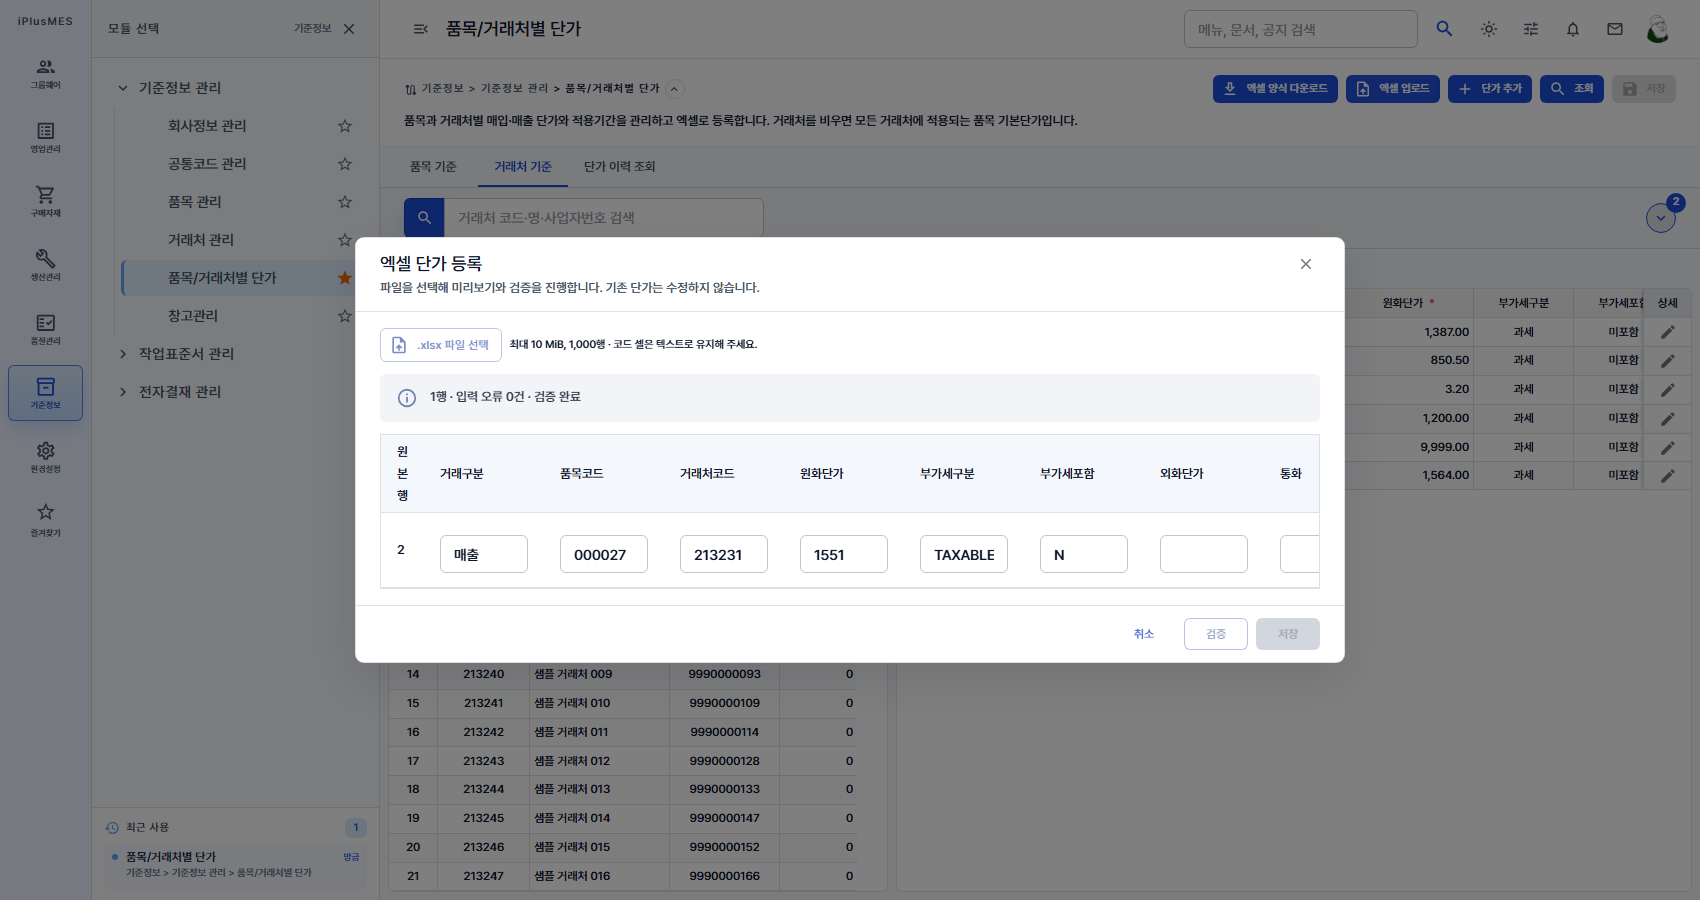 iPlusMES
그룹웨어
영업관리
구매자재
생산관리
품질관리
기준정보
환경설정
즐겨찾기
모듈 선택
기준정보
기준정보 관리
회사정보 관리
공통코드 관리
품목 관리
거래처 관리
품목/거래처별 단가
창고관리
작업표준서 관리
전자결재 관리
최근 사용
1
품목/거래처별 단가
방금
기준정보 > 기준정보 관리 > 품목/거래처별 단가
품목/거래처별 단가
메뉴, 문서, 공지 검색
기준정보 > 기준정보 관리 > 품목/거래처별 단가
엑셀 양식 다운로드
엑셀 업로드
단가 추가
조회
저장
품목과 거래처별 매입·매출 단가와 적용기간을 관리하고 엑셀로 등록합니다. 거래처를 비우면 모든 거래처에 적용되는 품목 기본단가입니다.
품목 기준
거래처 기준
단가 이력 조회
거래처 코드·명·사업자번호 검색
2
원화단가 * 부가세구분 부가세포함 상세
1,387.00 과세 미포함
850.50 과세 미포함
3.20 과세 미포함
1,200.00 과세 미포함
9,999.00 과세 미포함
1,564.00 과세 미포함
엑셀 단가 등록
파일을 선택해 미리보기와 검증을 진행합니다. 기존 단가는 수정하지 않습니다.
.xlsx 파일 선택
최대 10 MiB, 1,000행 · 코드 셀은 텍스트로 유지해 주세요.
1행 · 입력 오류 0건 · 검증 완료
원본행 거래구분 품목코드 거래처코드 원화단가 부가세구분 부가세포함 외화단가 통화
2 매출 000027 213231 1551 TAXABLE N
취소
검증
저장
14 213240 샘플 거래처 009 9990000093 0
15 213241 샘플 거래처 010 9990000109 0
16 213242 샘플 거래처 011 9990000114 0
17 213243 샘플 거래처 012 9990000128 0
18 213244 샘플 거래처 013 9990000133 0
19 213245 샘플 거래처 014 9990000147 0
20 213246 샘플 거래처 015 9990000152 0
21 213247 샘플 거래처 016 9990000166 0